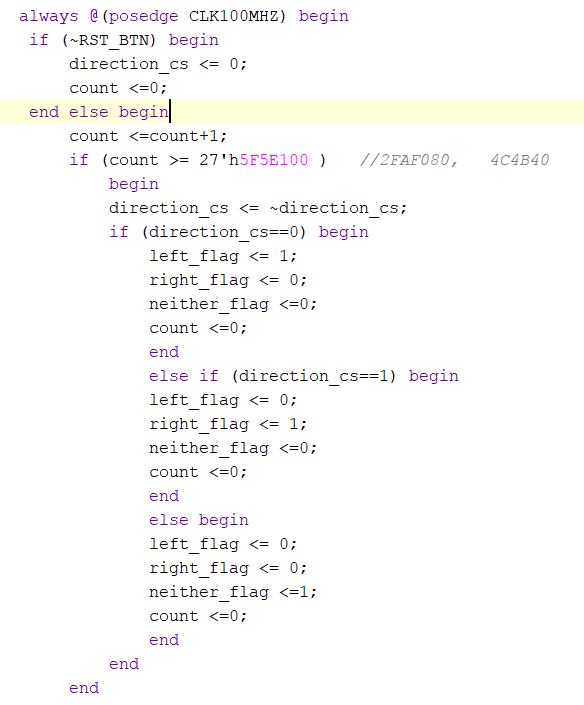 always @(posedge CLK100MHZ) begin
if (~RST_BTN) begin
direction_cs <= 0;
count <=0;
end else begin
count <=count+1;
if (count >= 27'h5F5E100 )   //2FAF080,   4C4B40
begin
direction_cs <= ~direction_cs;
if (direction_cs==0) begin
left_flag <= 1;
right_flag <= 0;
neither_flag <=0;
count <=0;
end
else if (direction_cs==1) begin
left_flag <= 0;
right_flag <= 1;
neither_flag <=0;
count <=0;
end
else begin
left_flag <= 0;
right_flag <= 0;
neither_flag <=1;
count <=0;
end
end
end